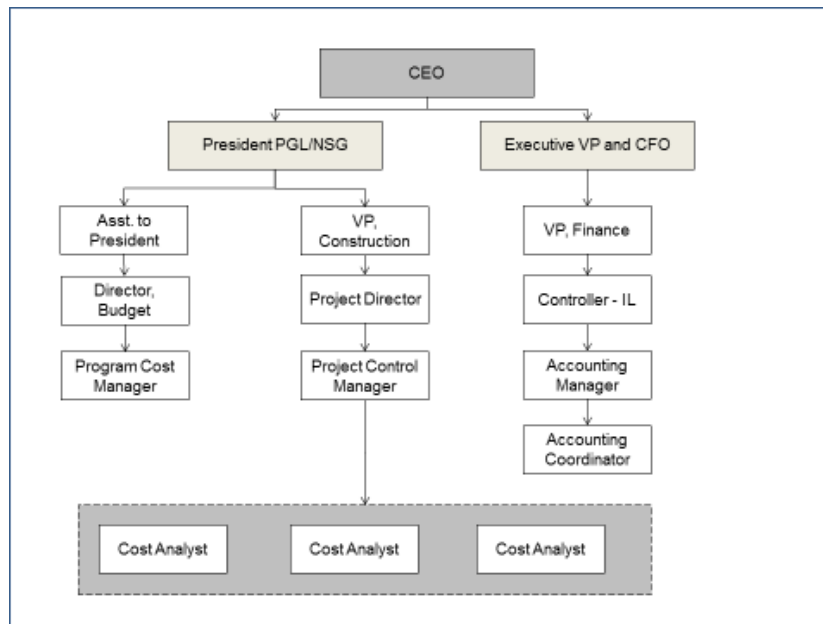 CEO
President PGL/NSG
Executive VP and CFO
Asst. to
President
VP,
Construction
VP, Finance
Director,
Budget
Project Director
Controller - IL
Program Cost
Manager
Project Control
Manager
Accounting
Manager
Accounting
Coordinator
Cost Analyst
Cost Analyst
Cost Analyst